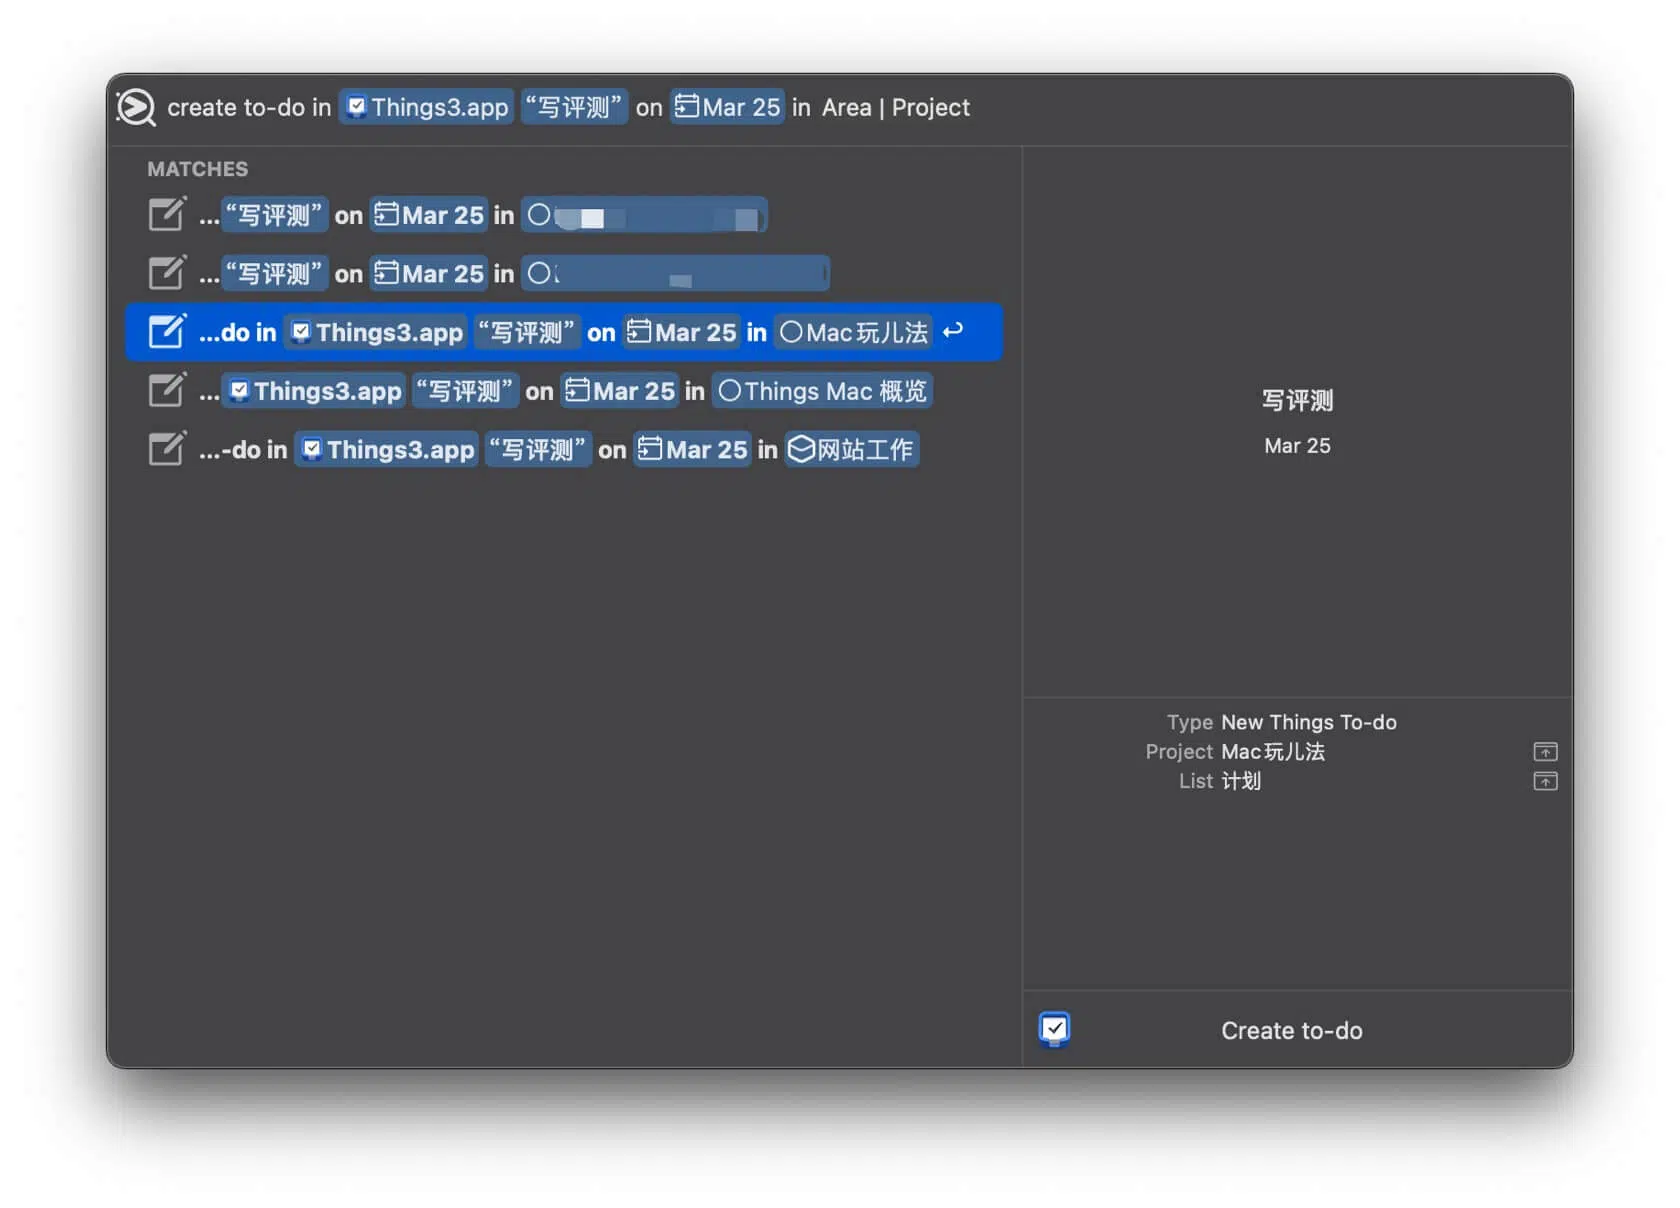 create to-do in Things3.app “写评测” on Mar 25 in Area | Project
MATCHES
...“写评测” on Mar 25 in
...“写评测” on Mar 25 in
...do in Things3.app “写评测” on Mar 25 in Mac玩儿法
... Things3.app “写评测” on Mar 25 in Things Mac 概览
...-do in Things3.app “写评测” on Mar 25 in 网站工作
写评测
Mar 25
Type New Things To-do
Project Mac玩儿法
List 计划
Create to-do